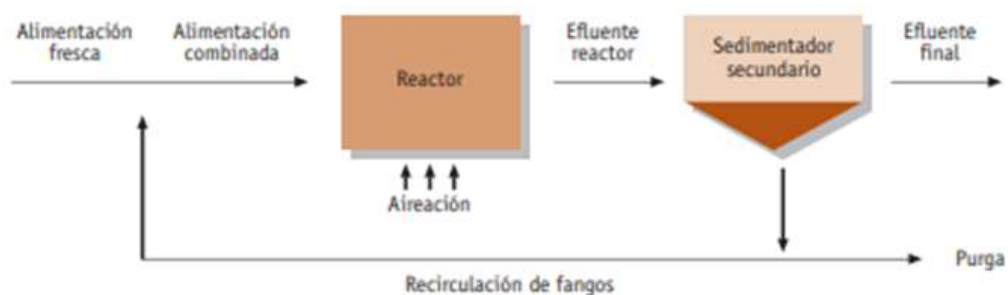 Alimentación
fresca
Alimentación
combinada
Reactor
Efluente
reactor
Sedimentador
secundario
Efluente
final
Aireación
Purga
Recirculación de fangos